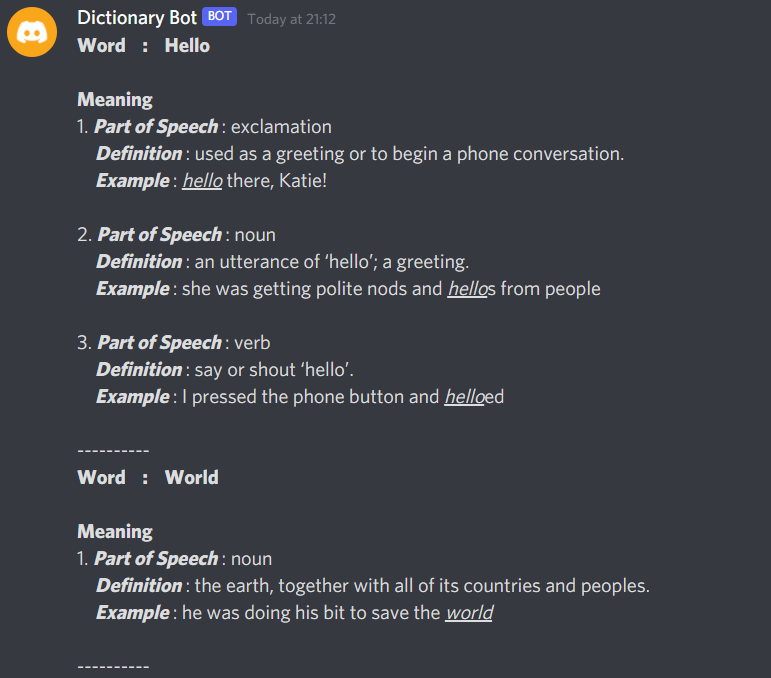 Dictionary Bot BOT Today at 21:12
Word : Hello
Meaning
1. Part of Speech : exclamation
Definition : used as a greeting or to begin a phone conversation.
Example : hello there, Katie!
2. Part of Speech : noun
Definition : an utterance of ‘hello’; a greeting.
Example : she was getting polite nods and hellos from people
3. Part of Speech : verb
Definition : say or shout ‘hello’.
Example : I pressed the phone button and helloed
----------
Word : World
Meaning
1. Part of Speech : noun
Definition : the earth, together with all of its countries and peoples.
Example : he was doing his bit to save the world
----------